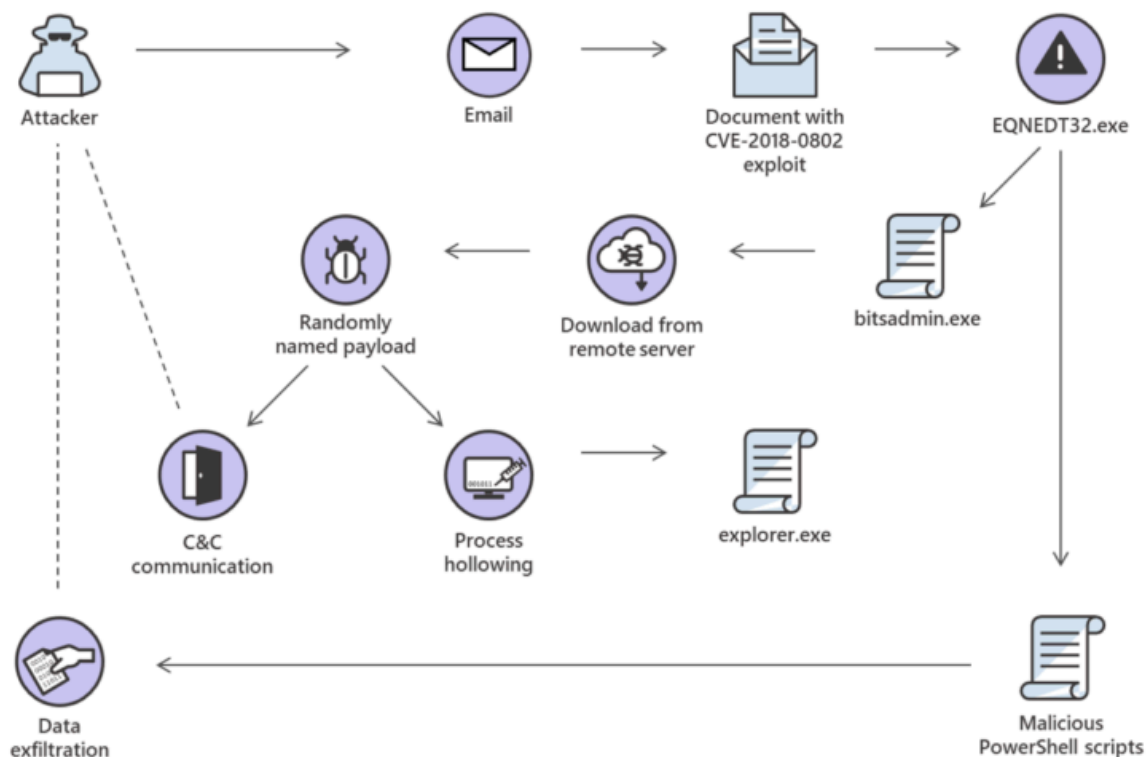 Attacker
Email
Document with
CVE-2018-0802
exploit
EQNEDT32.exe
bitsadmin.exe
Download from
remote server
Randomly
named payload
C&C
communication
001011
Process
hollowing
explorer.exe
Data
exfiltration
Malicious
PowerShell scripts